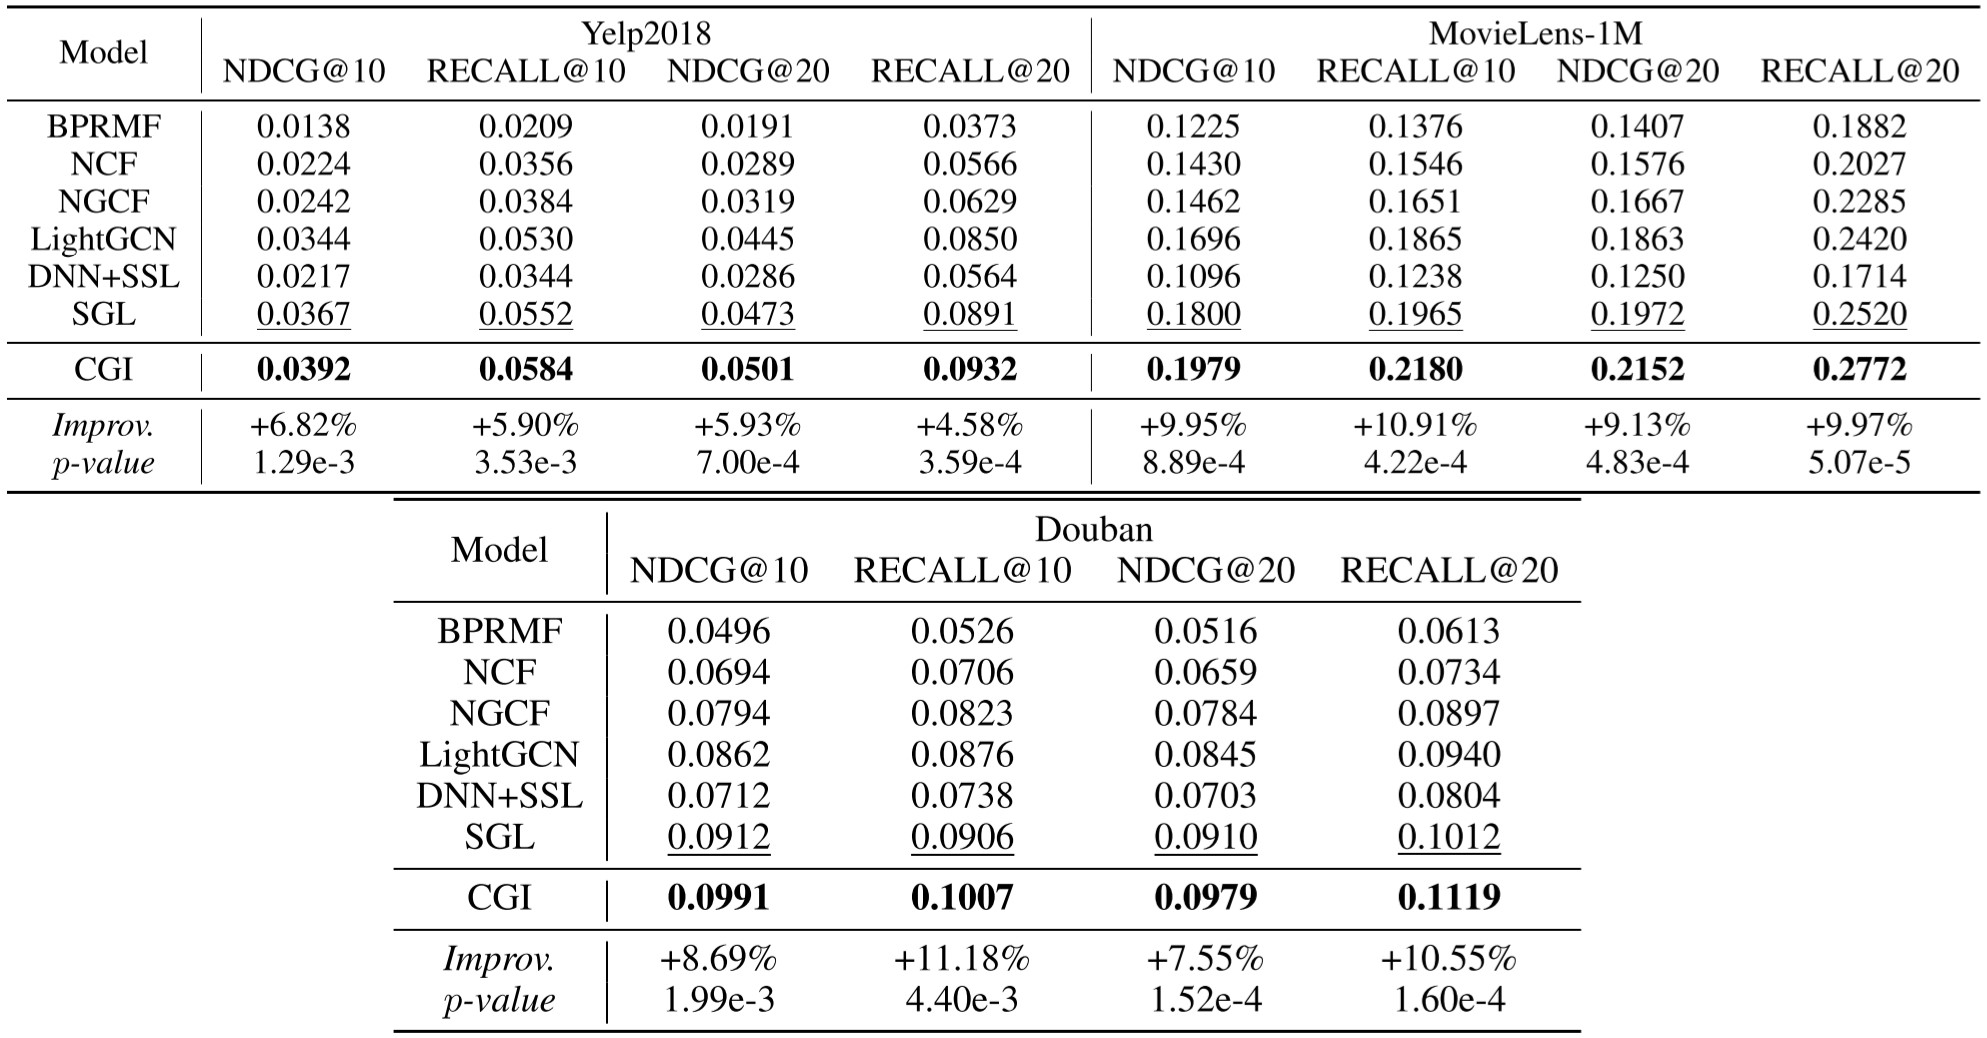 Model Yelp2018 MovieLens-1M
NDCG@10 RECALL@10 NDCG@20 RECALL@20 NDCG@10 RECALL@10 NDCG@20 RECALL@20
BPRMF 0.0138 0.0209 0.0191 0.0373 0.1225 0.1376 0.1407 0.1882
NCF 0.0224 0.0356 0.0289 0.0566 0.1430 0.1546 0.1576 0.2027
NGCF 0.0242 0.0384 0.0319 0.0629 0.1462 0.1651 0.1667 0.2285
LightGCN 0.0344 0.0530 0.0445 0.0850 0.1696 0.1865 0.1863 0.2420
DNN+SSL 0.0217 0.0344 0.0286 0.0564 0.1096 0.1238 0.1250 0.1714
SGL 0.0367 0.0552 0.0473 0.0891 0.1800 0.1965 0.1972 0.2520
CGI 0.0392 0.0584 0.0501 0.0932 0.1979 0.2180 0.2152 0.2772
Improv. +6.82% +5.90% +5.93% +4.58% +9.95% +10.91% +9.13% +9.97%
p-value 1.29e-3 3.53e-3 7.00e-4 3.59e-4 8.89e-4 4.22e-4 4.83e-4 5.07e-5
Model Douban
NDCG@10 RECALL@10 NDCG@20 RECALL@20
BPRMF 0.0496 0.0526 0.0516 0.0613
NCF 0.0694 0.0706 0.0659 0.0734
NGCF 0.0794 0.0823 0.0784 0.0897
LightGCN 0.0862 0.0876 0.0845 0.0940
DNN+SSL 0.0712 0.0738 0.0703 0.0804
SGL 0.0912 0.0906 0.0910 0.1012
CGI 0.0991 0.1007 0.0979 0.1119
Improv. +8.69% +11.18% +7.55% +10.55%
p-value 1.99e-3 4.40e-3 1.52e-4 1.60e-4